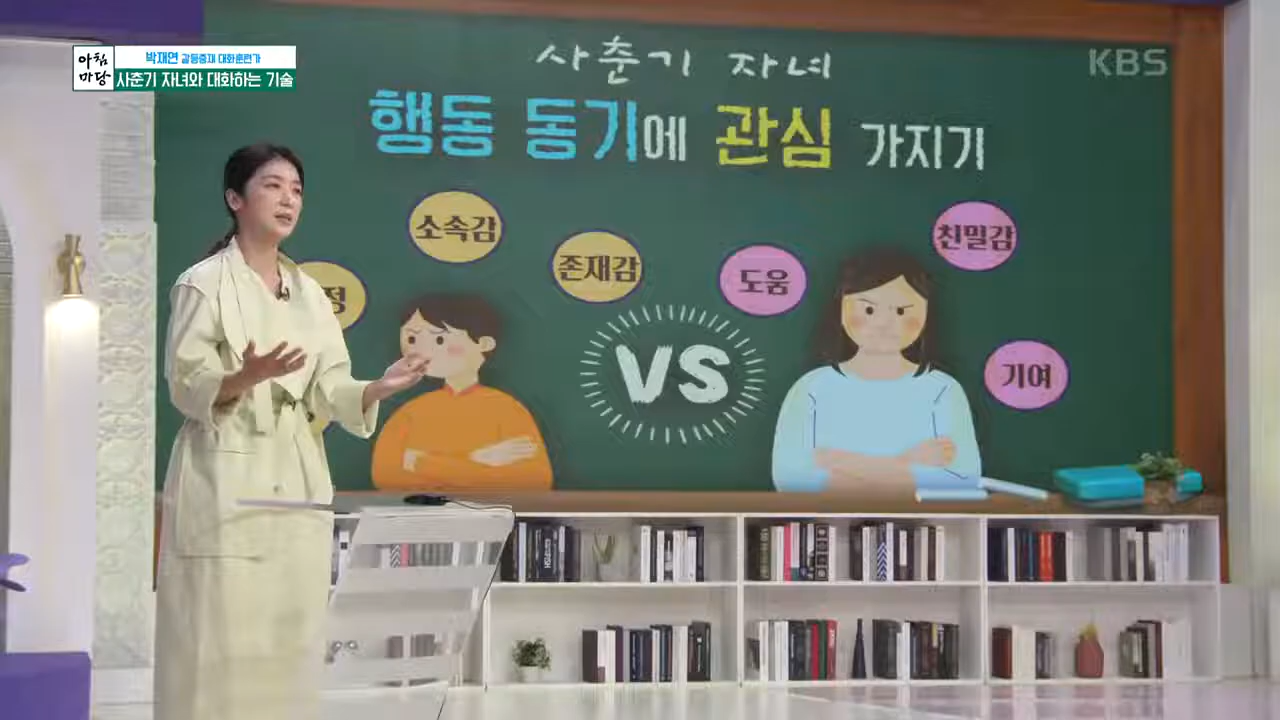 아침
마당
박재연 갈등중재 대화훈련가
사춘기 자녀와 대화하는 기술
KBS
사춘기 자녀
행동 동기에 관심 가지기
소속감
존재감
정
도움
친밀감
기여
VS